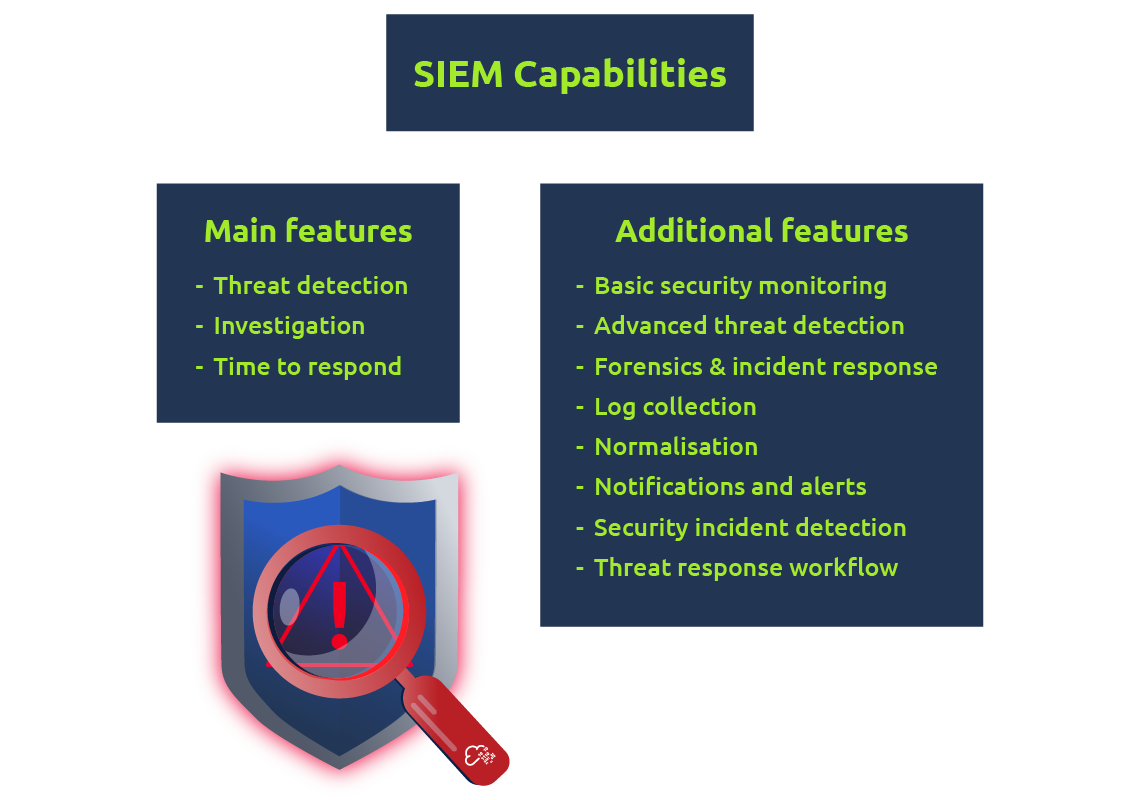 SIEM Capabilities
Main features
- Threat detection
- Investigation
- Time to respond
Additional features
- Basic security monitoring
- Advanced threat detection
- Forensics & incident response
- Log collection
- Normalisation
- Notifications and alerts
- Security incident detection
- Threat response workflow
!